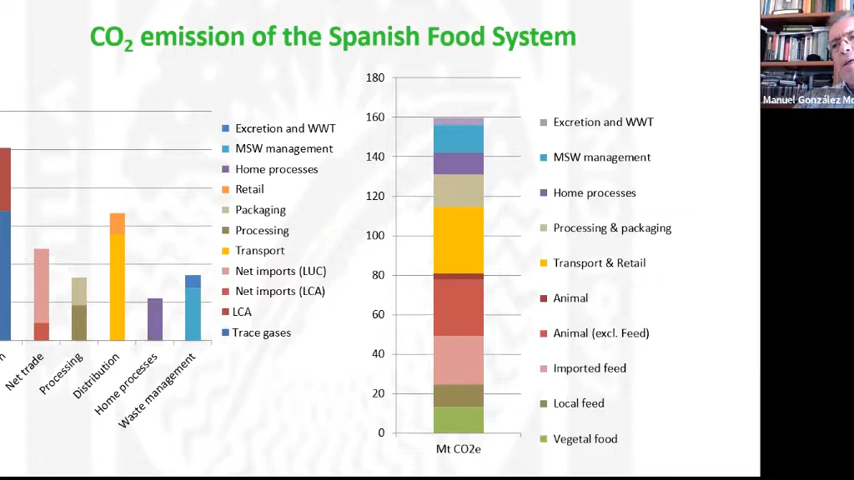 CO2 emission of the Spanish Food System
Excretion and WWT
MSW management
Home processes
Retail
Packaging
Processing
Transport
Net imports (LUC)
Net imports (LCA)
LCA
Trace gases
Net trade
Processing
Distribution
Home processes
Waste management
180
160
140
120
100
80
60
40
20
0
Mt CO2e
Excretion and WWT
MSW management
Home processes
Processing & packaging
Transport & Retail
Animal
Animal (excl. Feed)
Imported feed
Local feed
Vegetal food
Manuel González Mo